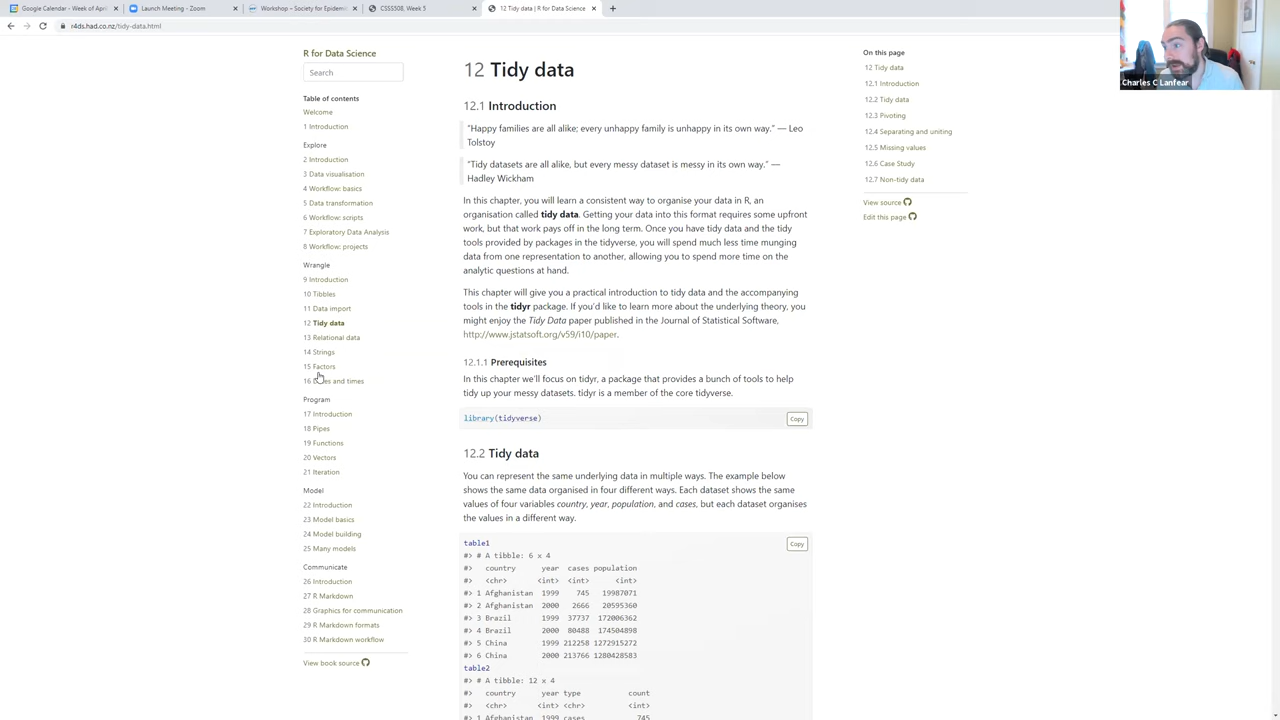 Google Calendar - Week of Apri
Launch Meeting - Zoom
Workshop – Society for Epidemi
CSSS508, Week 5
12 Tidy data | R for Data Science
r4ds.had.co.nz/tidy-data.html
Charles C Lanfear
R for Data Science
Search
Table of contents
Welcome
1 Introduction
Explore
2 Introduction
3 Data visualisation
4 Workflow: basics
5 Data transformation
6 Workflow: scripts
7 Exploratory Data Analysis
8 Workflow: projects
Wrangle
9 Introduction
10 Tibbles
11 Data import
12 Tidy data
13 Relational data
14 Strings
15 Factors
16 and times
Program
17 Introduction
18 Pipes
19 Functions
20 Vectors
21 Iteration
Model
22 Introduction
23 Model basics
24 Model building
25 Many models
Communicate
26 Introduction
27 R Markdown
28 Graphics for communication
29 R Markdown formats
30 R Markdown workflow
View book source
12 Tidy data
12.1 Introduction
"Happy families are all alike; every unhappy family is unhappy in its own way." — Leo
Tolstoy
"Tidy datasets are all alike, but every messy dataset is messy in its own way." —
Hadley Wickham
In this chapter, you will learn a consistent way to organise your data in R, an
organisation called tidy data. Getting your data into this format requires some upfront
work, but that work pays off in the long term. Once you have tidy data and the tidy
tools provided by packages in the tidyverse, you will spend much less time munging
data from one representation to another, allowing you to spend more time on the
analytic questions at hand.
This chapter will give you a practical introduction to tidy data and the accompanying
tools in the tidyr package. If you'd like to learn more about the underlying theory, you
might enjoy the Tidy Data paper published in the Journal of Statistical Software,
http://www.jstatsoft.org/v59/i10/paper.
12.1.1 Prerequisites
In this chapter we'll focus on tidyr, a package that provides a bunch of tools to help
tidy up your messy datasets. tidyr is a member of the core tidyverse.
library(tidyverse)
Copy
12.2 Tidy data
You can represent the same underlying data in multiple ways. The example below
shows the same data organised in four different ways. Each dataset shows the same
values of four variables country, year, population, and cases, but each dataset organises
the values in a different way.
Copy
table1
#> # A tibble: 6 x 4
#> country year cases population
#> <chr> <int> <int> <int>
#> 1 Afghanistan 1999 745 19987071
#> 2 Afghanistan 2000 2666 20595360
#> 3 Brazil 1999 37737 172006362
#> 4 Brazil 2000 80488 174504898
#> 5 China 1999 212258 1272915272
#> 6 China 2000 213766 1280428583
table2
#> # A tibble: 12 x 4
#> country year type count
#> <chr> <int> <chr> <int>
#> 1 Afghanistan 1999 cases 745
On this page
12 Tidy data
12.1 Introduction
12.2 Tidy data
12.3 Pivoting
12.4 Separating and uniting
12.5 Missing values
12.6 Case Study
12.7 Non-tidy data
View source
Edit this page